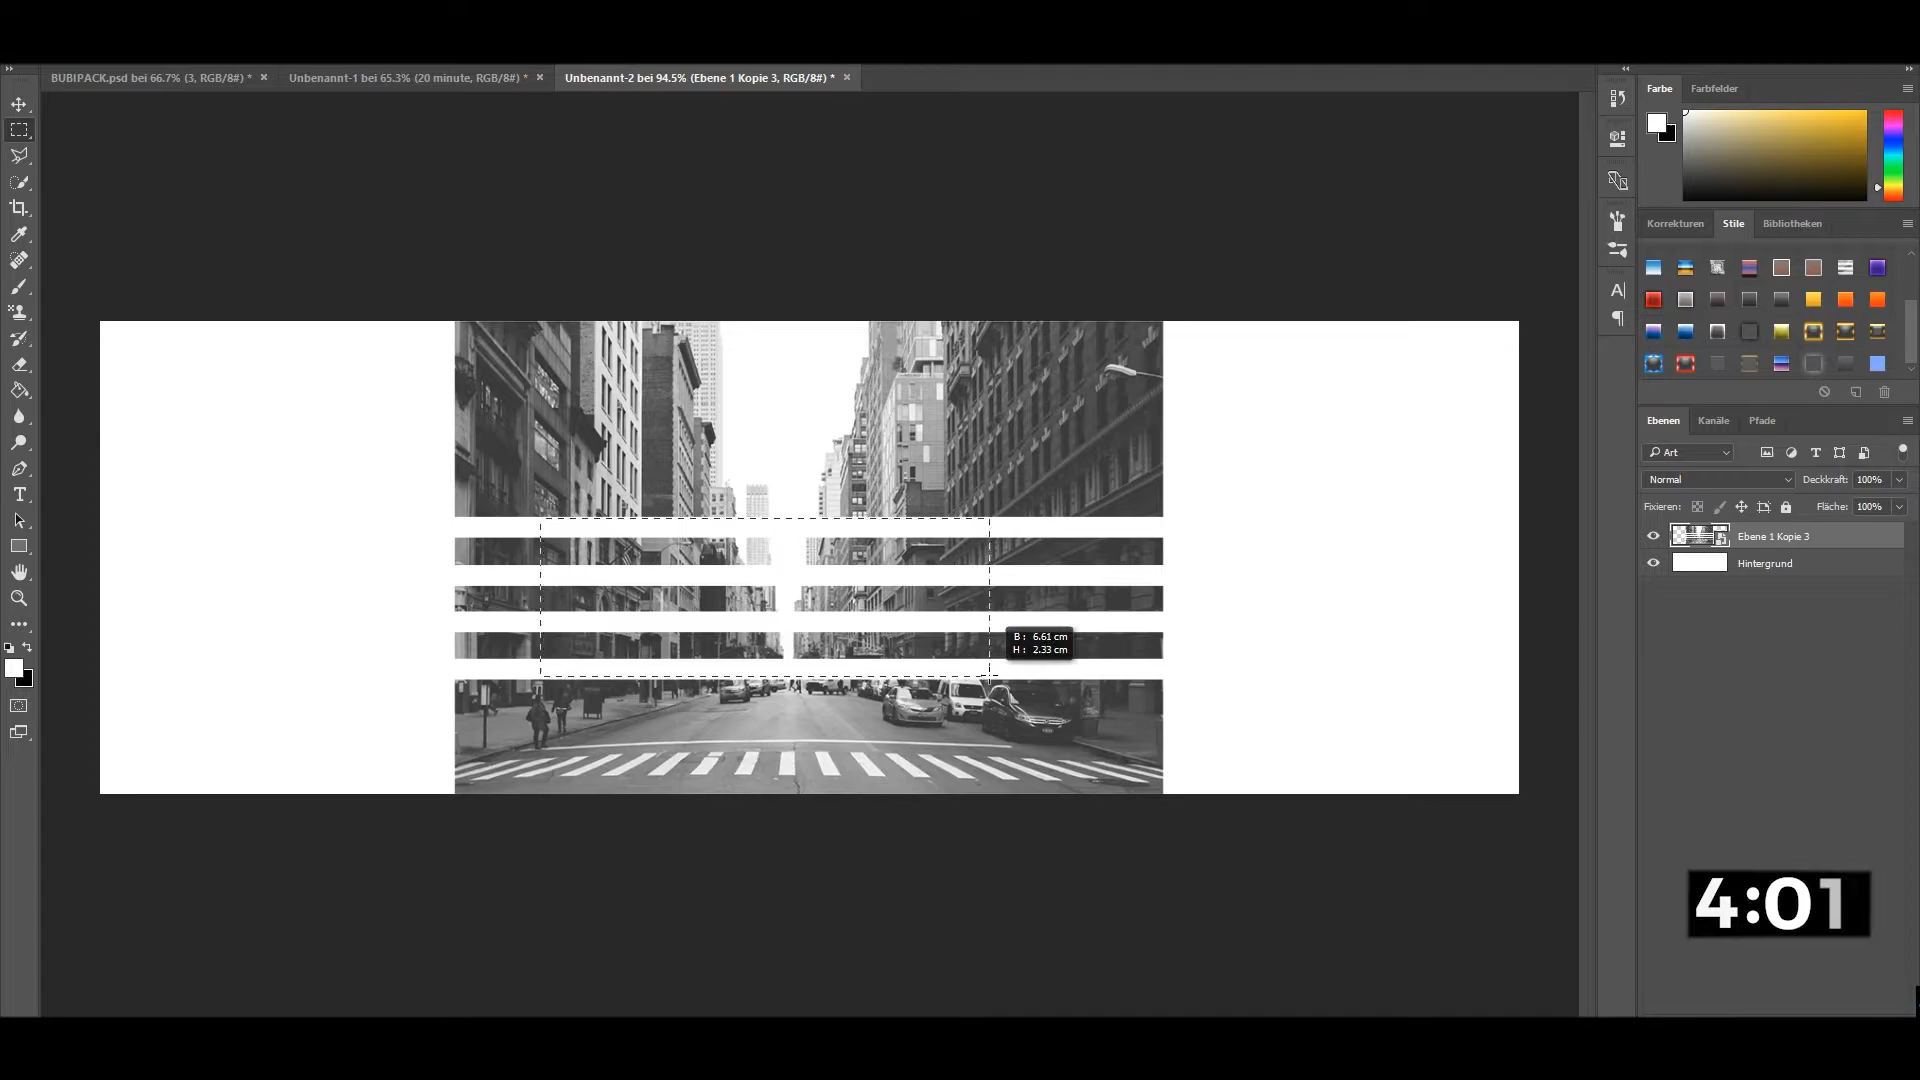 BUBIPACK.psd bei 66.7% (3, RGB/8#) *
Unbenannt-1 bei 65.3% (20 minute, RGB/8#) *
Unbenannt-2 bei 94.5% (Ebene 1 Kopie 3, RGB/8#) *
Farbe
Farbfelder
Korrekturen
Stile
Bibliotheken
Ebenen
Kanäle
Pfade
Art
Normal
Deckkraft: 100%
Fixieren:
Fläche: 100%
Ebene 1 Kopie 3
Hintergrund
B : 6.61 cm
H : 2.33 cm
4:01